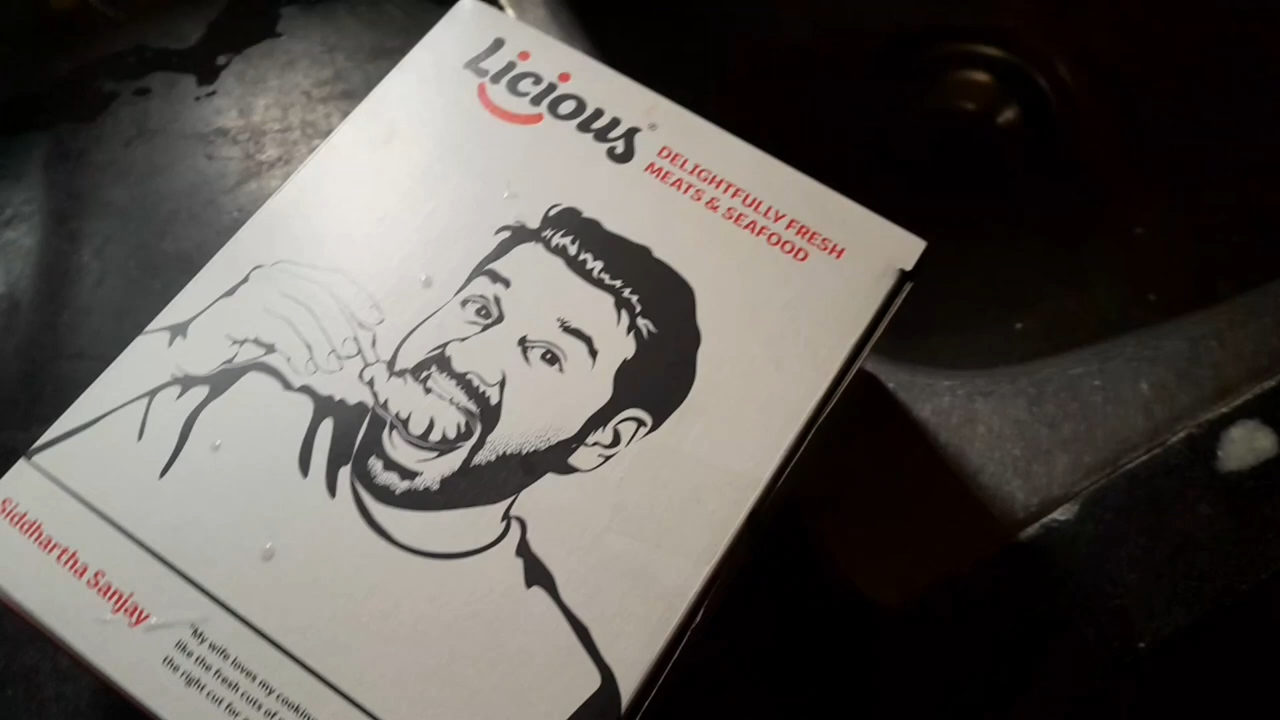 Licious®
DELIGHTFULLY FRESH
MEATS & SEAFOOD
Siddhartha Sanjay
"My wife loves my
like the fresh cuts of
the right cut for